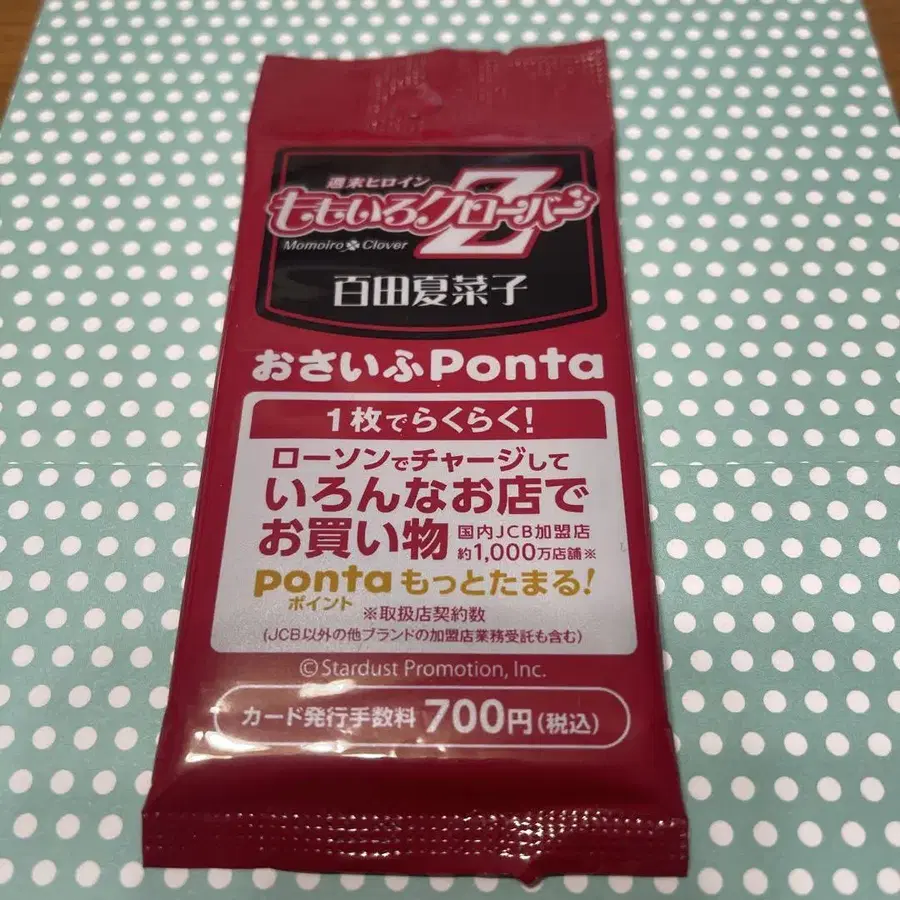 週末ヒロイン
ももいろクローバーZ
Momoiro Clover
百田夏菜子
おさいふPonta
1枚でらくらく!
ローソンでチャージして
いろんなお店で
お買い物 国内JCB加盟店
約1,000万店舗※
pontaもっとたまる!
ポイント
※取扱店契約数
(JCB以外の他ブランドの加盟店業務受託も含む)
©Stardust Promotion, Inc.
カード発行手数料 700円(税込)